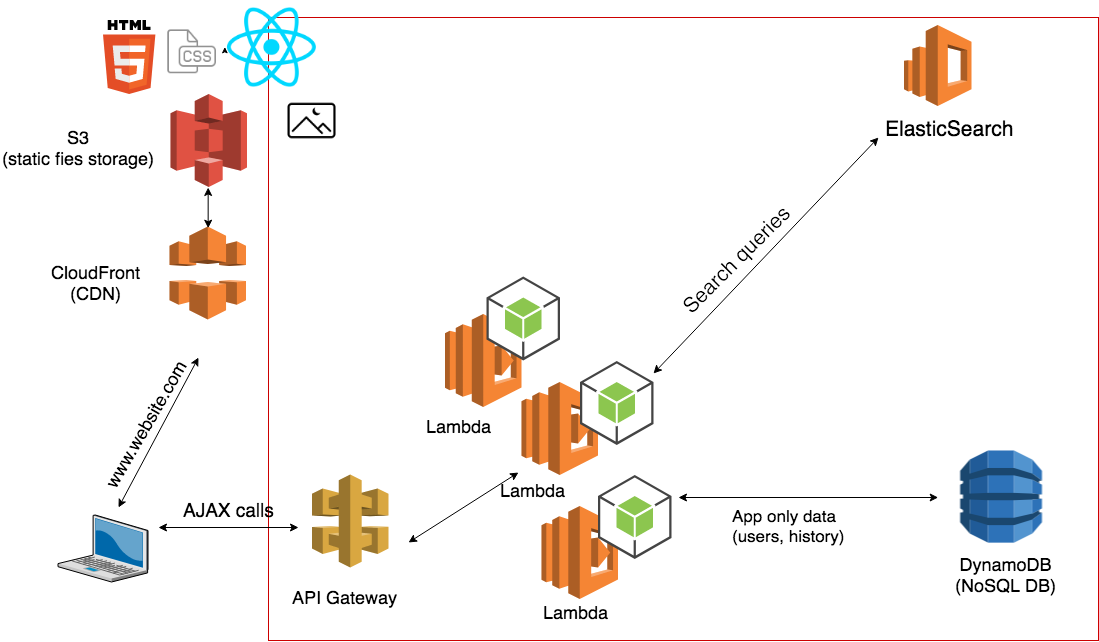 HTML
5
CSS
S3
(static fies storage)
ElasticSearch
CloudFront
(CDN)
Search queries
www.website.com
Lambda
Lambda
AJAX calls
App only data
(users, history)
API Gateway
DynamoDB
(NoSQL DB)
Lambda